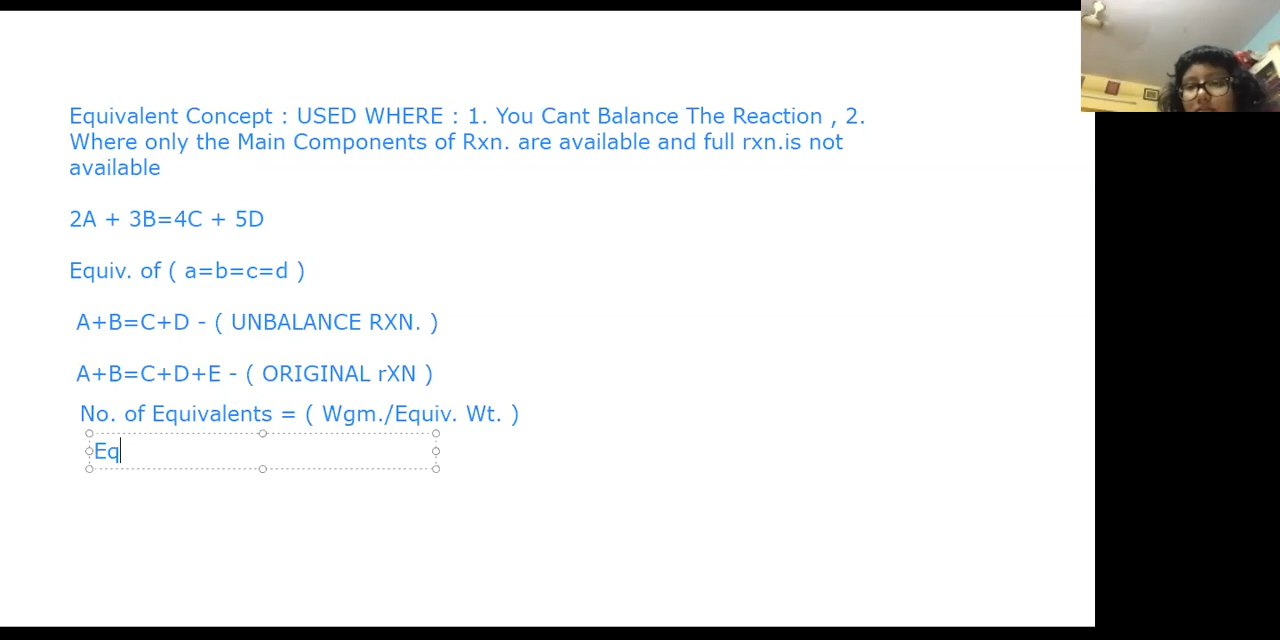 Equivalent Concept : USED WHERE : 1. You Cant Balance The Reaction , 2.
Where only the Main Components of Rxn. are available and full rxn.is not
available
2A + 3B=4C + 5D
Equiv. of ( a=b=c=d )
A+B=C+D - ( UNBALANCE RXN. )
A+B=C+D+E - ( ORIGINAL rXN )
No. of Equivalents = ( Wgm./Equiv. Wt. )
Eq